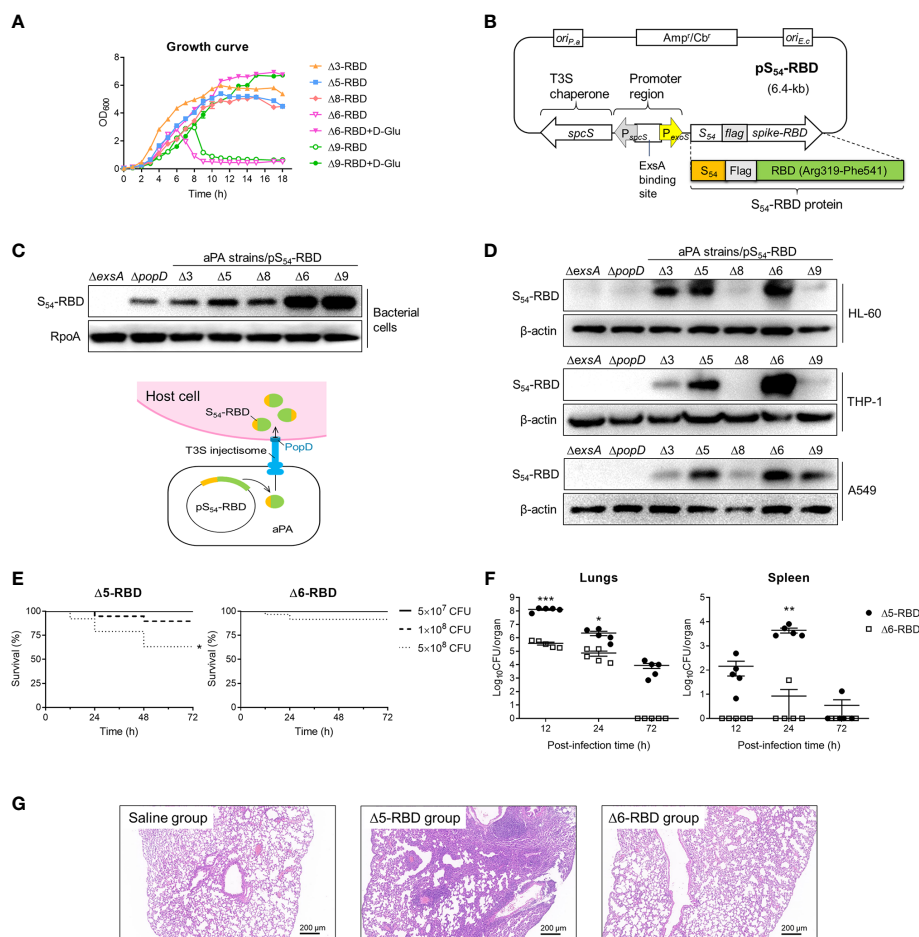 A
Growth curve
OD600
8
6
4
2
0
0 2 4 6 8 10 12 14 16 18
Time (h)
Δ3-RBD
Δ5-RBD
Δ8-RBD
Δ6-RBD
Δ6-RBD+D-Glu
Δ9-RBD
Δ9-RBD+D-Glu
B
oriP.a
Ampr/Cbr
oriE.c
pS54-RBD
(6.4-kb)
T3S
chaperone
Promoter
region
spcS
PspcS
PexoS
S54 flag spike-RBD
ExsA
binding
site
S54 Flag RBD (Arg319-Phe541)
S54-RBD protein
C
aPA strains/pS54-RBD
ΔexsA ΔpopD Δ3 Δ5 Δ8 Δ6 Δ9
S54-RBD
RpoA
Bacterial
cells
Host cell
S54-RBD
PopD
T3S injectisome
pS54-RBD
aPA
D
aPA strains/pS54-RBD
ΔexsA ΔpopD Δ3 Δ5 Δ8 Δ6 Δ9
S54-RBD
β-actin
HL-60
ΔexsA ΔpopD Δ3 Δ5 Δ8 Δ6 Δ9
S54-RBD
β-actin
THP-1
ΔexsA ΔpopD Δ3 Δ5 Δ8 Δ6 Δ9
S54-RBD
β-actin
A549
E
Δ5-RBD
Survival (%)
100
75
50
25
0
0 24 48 72
Time (h)
*
Δ6-RBD
Survival (%)
100
75
50
25
0
0 24 48 72
Time (h)
5×10⁷ CFU
1×10⁸ CFU
5×10⁸ CFU
F
Lungs
Log10CFU/organ
9
8
7
6
5
4
3
2
1
0
***
*
12 24 72
Post-infection time (h)
Spleen
Log10CFU/organ
5
4
3
2
1
0
**
12 24 72
Post-infection time (h)
Δ5-RBD
Δ6-RBD
G
Saline group
200 μm
Δ5-RBD group
200 μm
Δ6-RBD group
200 μm